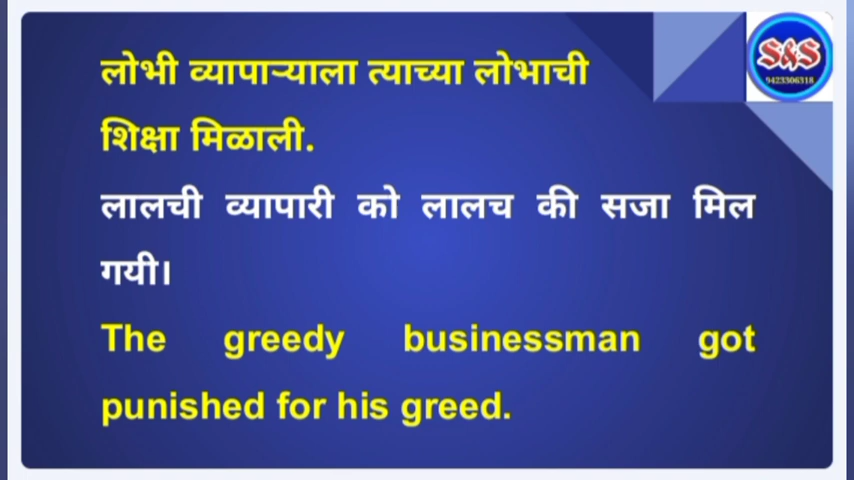 लोभी व्यापाऱ्याला त्याच्या लोभाची
शिक्षा मिळाली.
लालची व्यापारी को लालच की सजा मिल
गयी।
The greedy businessman got
punished for his greed.
S&S
9423306318